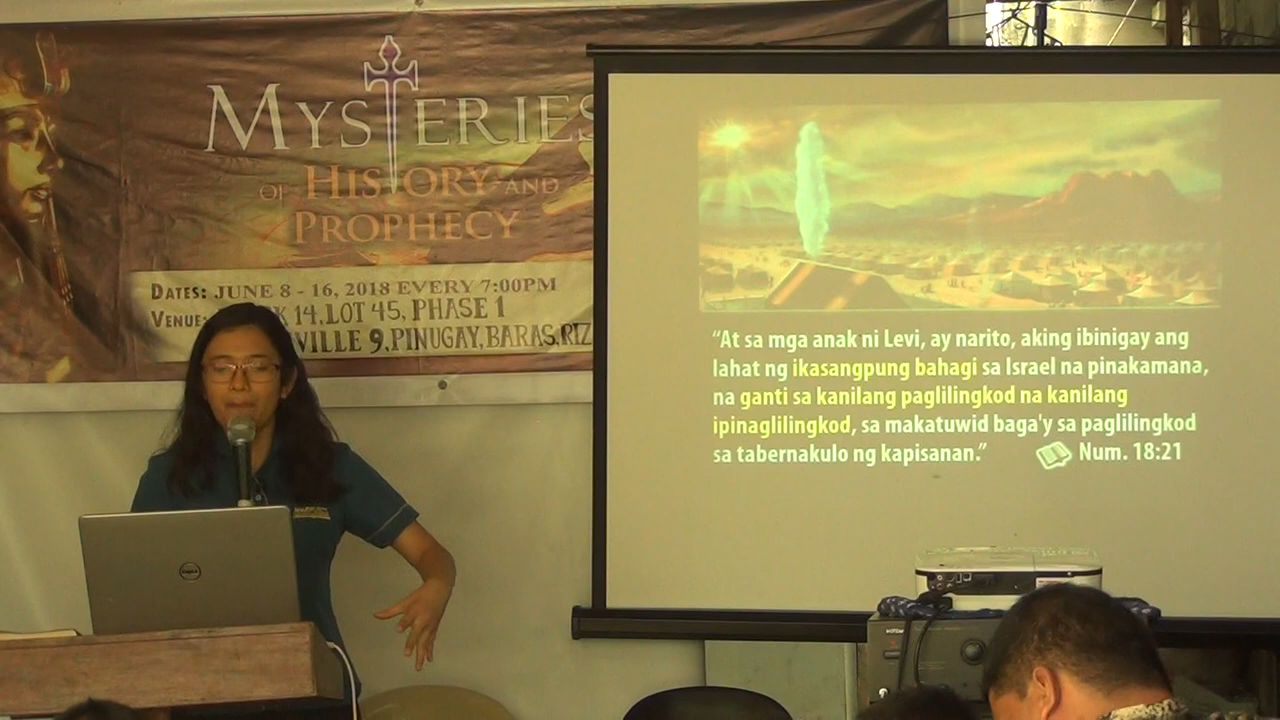 MYSTERIES
OF HISTORY AND
PROPHECY
DATES: JUNE 8 - 16, 2018 EVERY 7:00PM
VENUE: 14, LOT 45, PHASE 1
VILLE 9, PINUGAY, BARAS, RIZ
“At sa mga anak ni Levi, ay narito, aking ibinigay ang
lahat ng ikasangpung bahagi sa Israel na pinakamana,
na ganti sa kanilang paglilingkod na kanilang
ipinaglilingkod, sa makatuwid baga'y sa paglilingkod
sa tabernakulo ng kapisanan.”
Num. 18:21
DELL